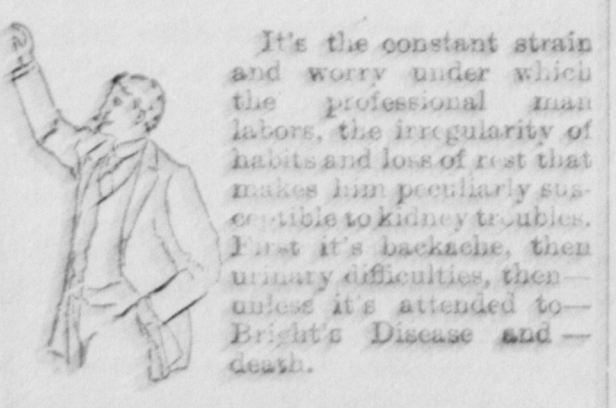 It's the constant strain
and worry under which
the professional man
labors, the irregularity of
habits and loss of rest that
makes him peculiarly sus-
ceptible to kidney troubles.
First it's backache, then
urinary difficulties, then—
unless it's attended to—
Bright's Disease and—
death.